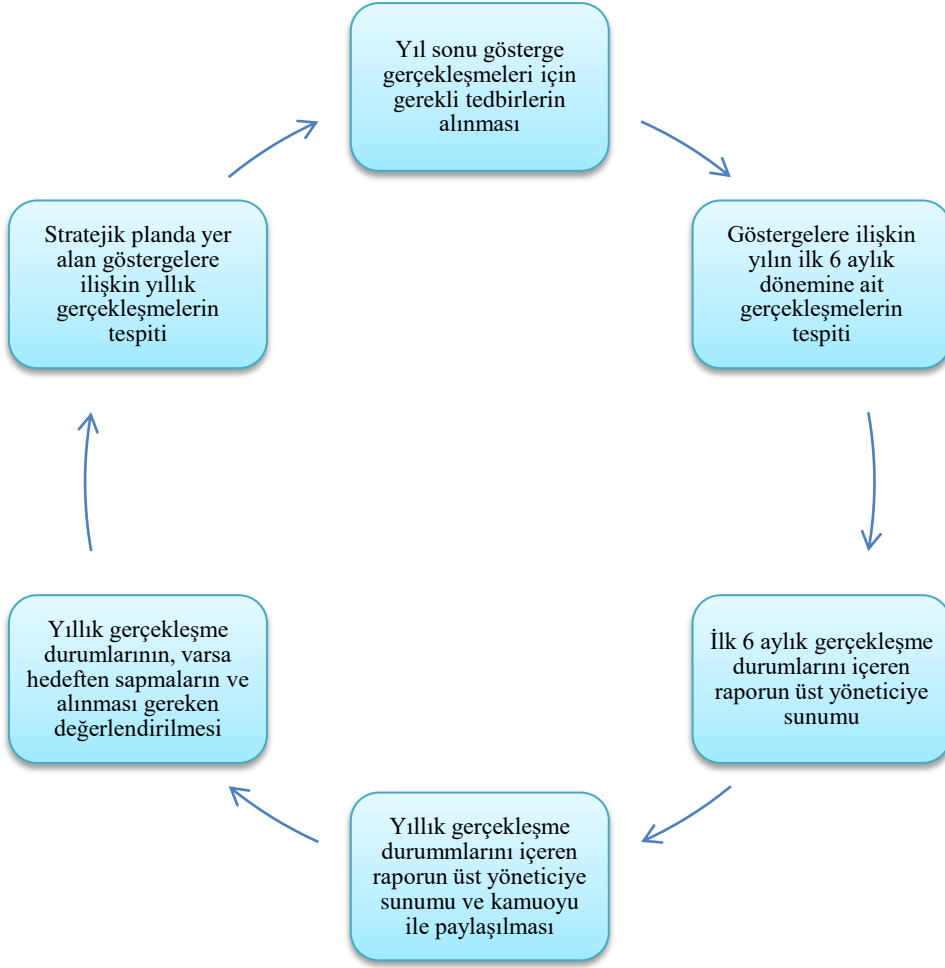 Yıl sonu gösterge
gerçekleşmeleri için
gerekli tedbirlerin
alınması
Göstergelere ilişkin
yılın ilk 6 aylık
dönemine ait
gerçekleşmelerin
tespiti
İlk 6 aylık gerçekleşme
durumlarını içeren
raporun üst yöneticiye
sunumu
Yıllık gerçekleşme
durummlarını içeren
raporun üst yöneticiye
sunumu ve kamuoyu
ile paylaşılması
Yıllık gerçekleşme
durumlarının, varsa
hedeften sapmaların ve
alınması gereken
değerlendirilmesi
Stratejik planda yer
alan göstergelere
ilişkin yıllık
gerçekleşmelerin
tespiti